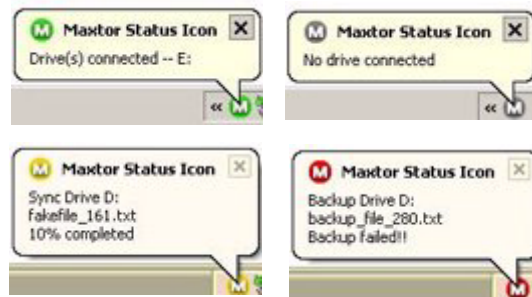 M Maxtor Status Icon X
Drive(s) connected -- E:
« M
M Maxtor Status Icon X
No drive connected
« M
M Maxtor Status Icon X
Sync Drive D:
fakefile_161.txt
10% completed
M
M Maxtor Status Icon X
Backup Drive D:
backup_file_280.txt
Backup failed!!
M